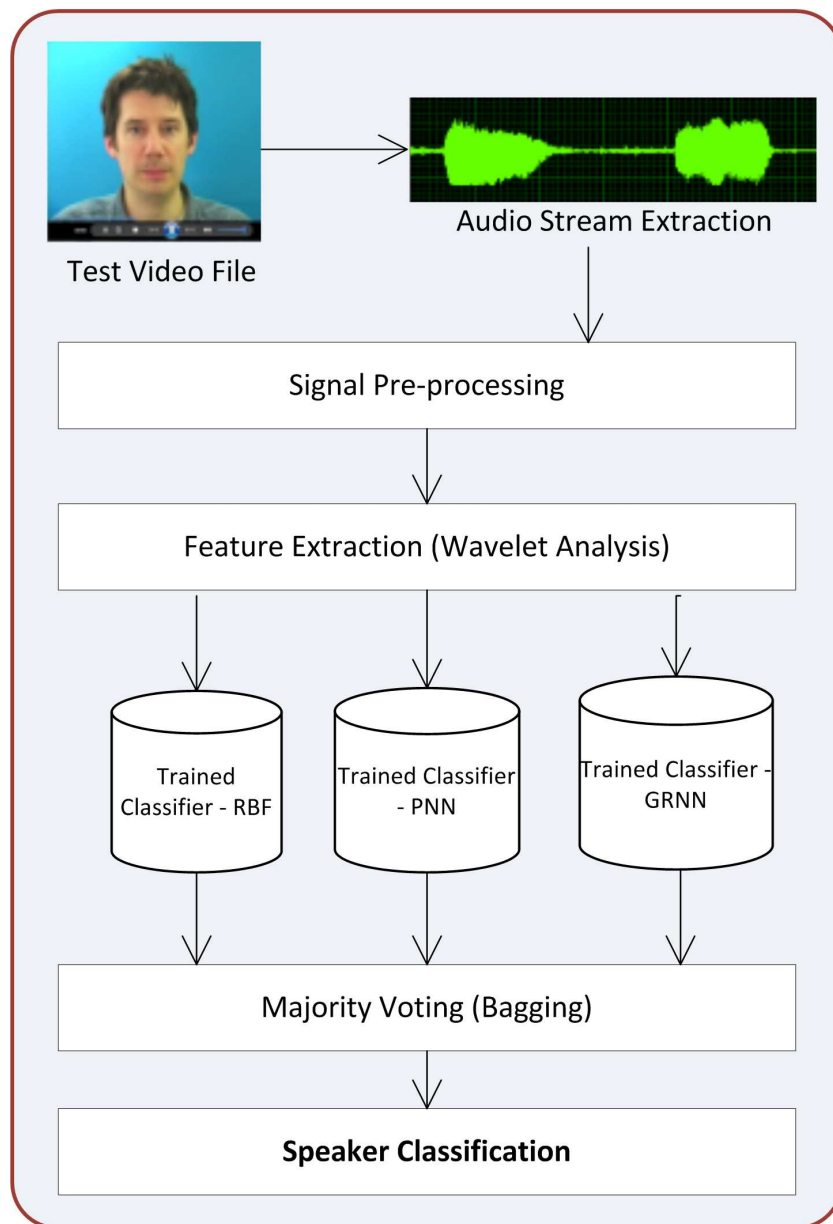 Test Video File
Audio Stream Extraction
Signal Pre-processing
Feature Extraction (Wavelet Analysis)
Trained
Classifier - RBF
Trained Classifier
- PNN
Trained Classifier -
GRNN
Majority Voting (Bagging)
Speaker Classification